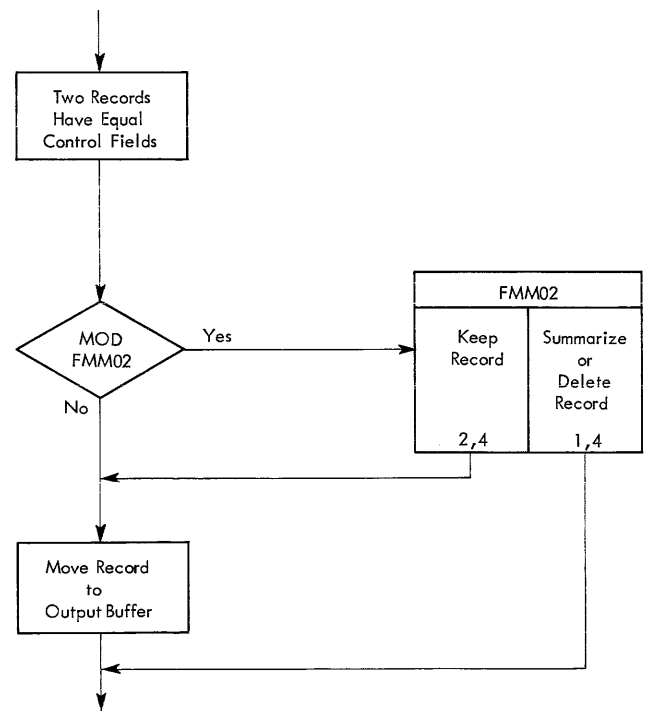 Two Records
Have Equal
Control Fields
MOD
FMM02
Yes
No
FMM02
Keep
Record
2,4
Summarize
or
Delete
Record
1,4
Move Record
to
Output Buffer